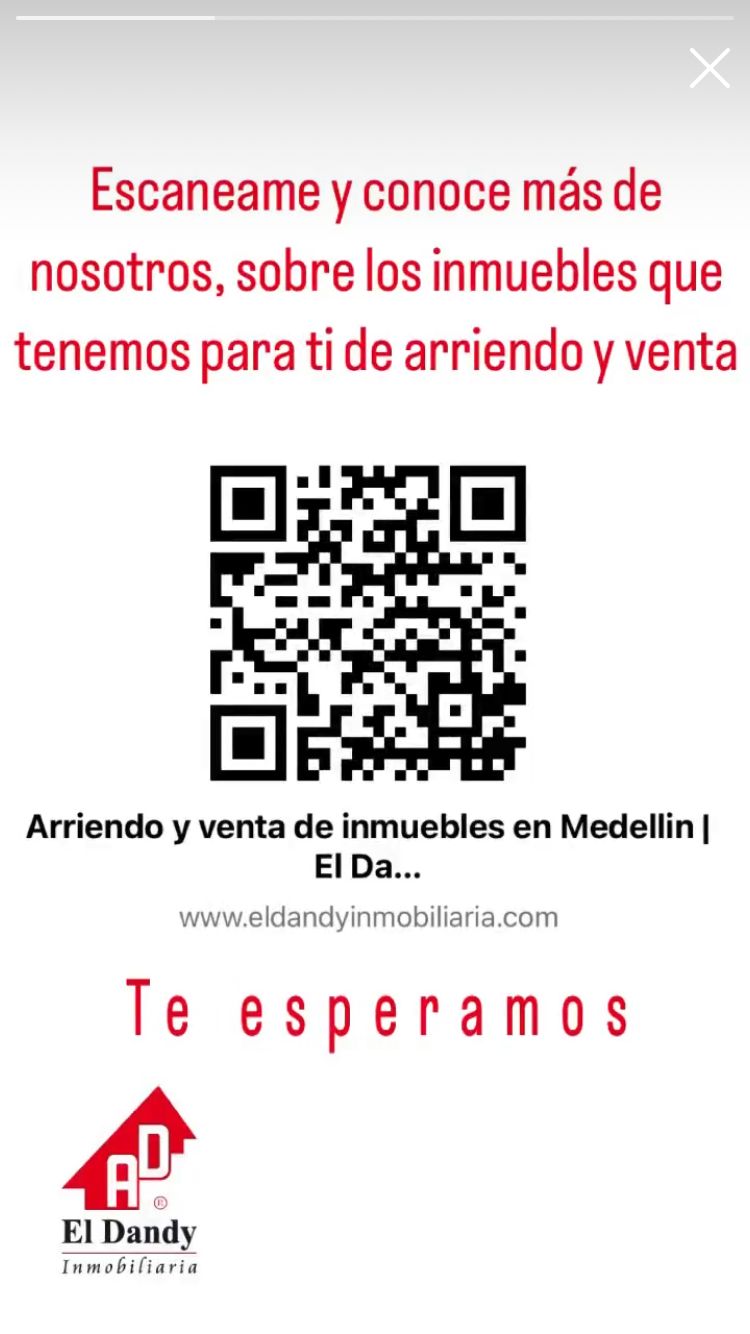 Escaneame y conoce más de
nosotros, sobre los inmuebles que
tenemos para ti de arriendo y venta
Arriendo y venta de inmuebles en Medellin |
El Da...
www.eldandyinmobiliaria.com
Te esperamos
AD
®
El Dandy
Inmobiliaria